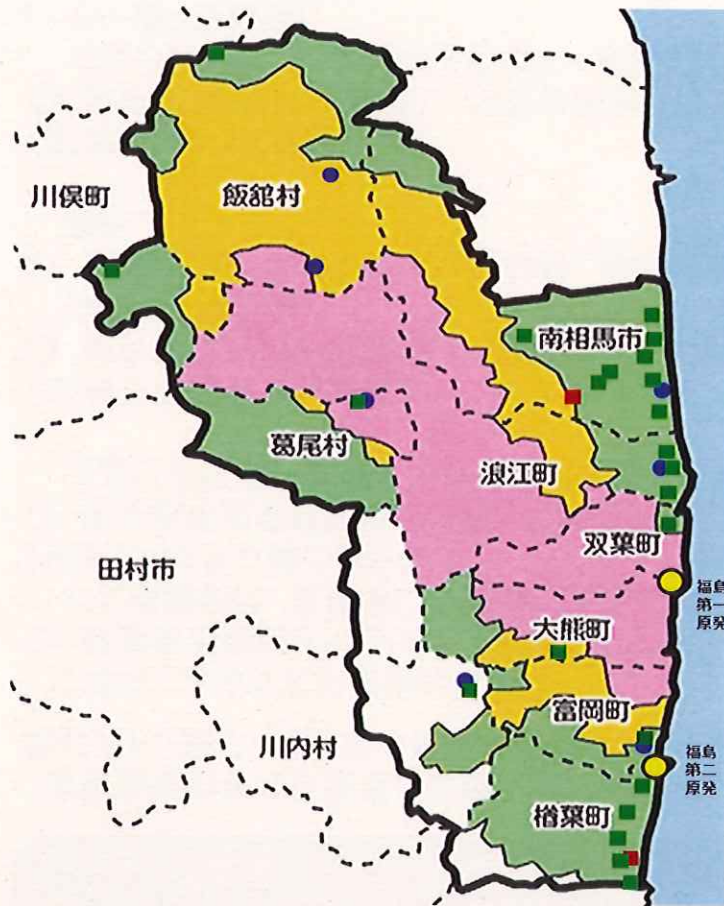 川俣町
飯舘村
南相馬市
葛尾村
浪江町
双葉町
田村市
福島
第一
原発
大熊町
富岡町
川内村
福島
第二
原発
楢葉町